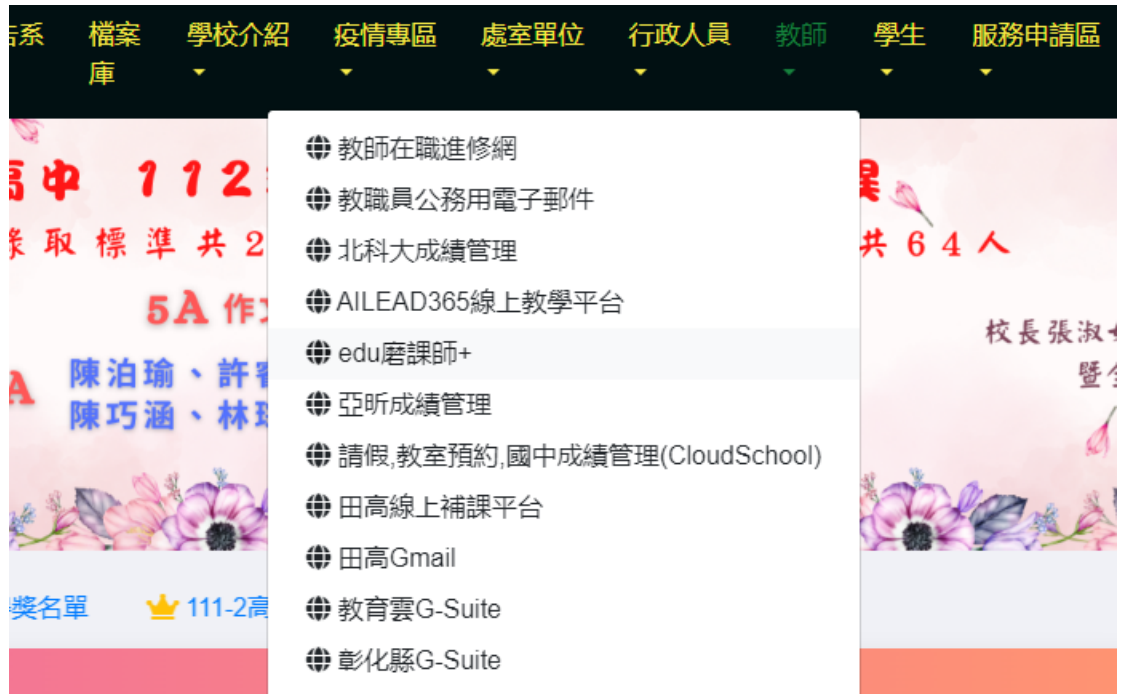 告系 檔案庫 學校介紹 疫情專區 處室單位 行政人員 教師 學生 服務申請區
高中 112
錄取標準共2
共64人
5A 作文
校長張淑
暨全
A
陳泊瑜、許
陳巧涵、林
教師在職進修網
教職員公務用電子郵件
北科大成績管理
AILEAD365線上教學平台
edu磨課師+
亞昕成績管理
請假,教室預約,國中成績管理(CloudSchool)
田高線上補課平台
田高Gmail
教育雲G-Suite
彰化縣G-Suite
獎名單
111-2高